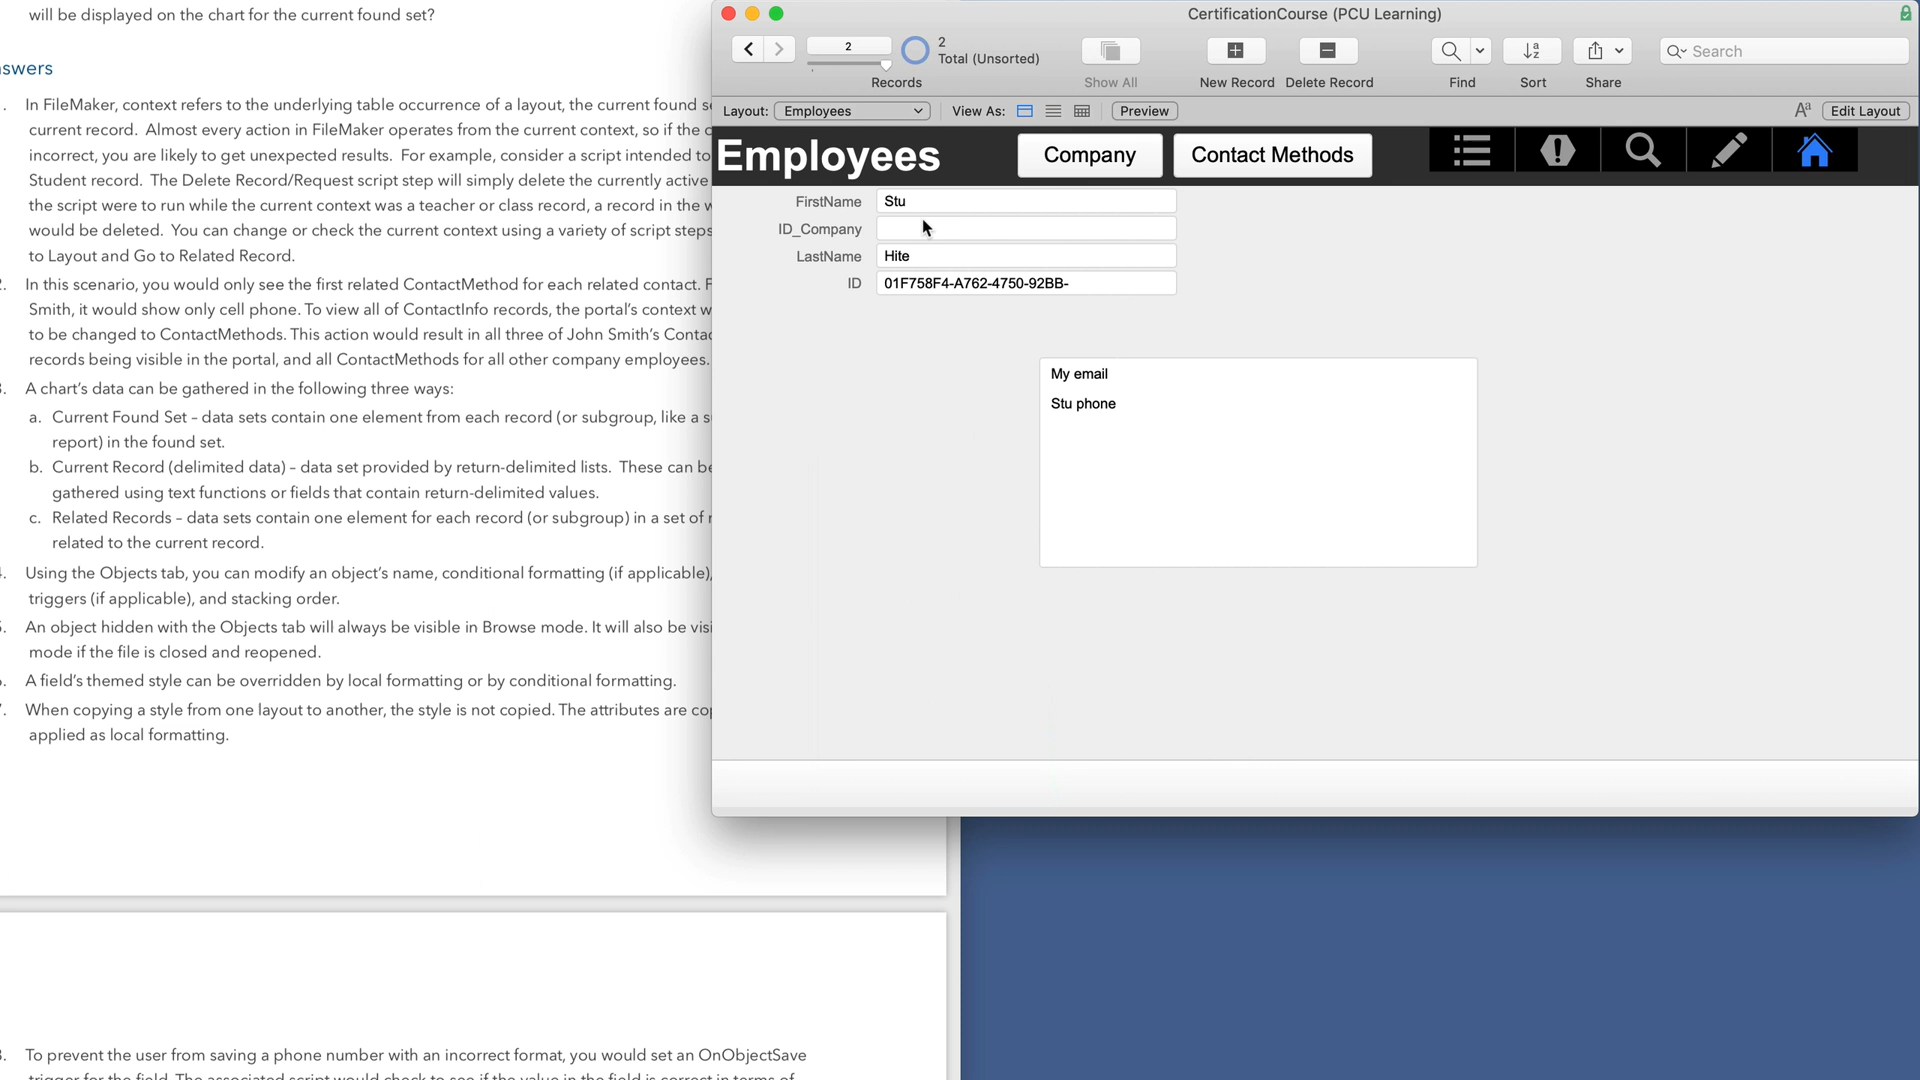 will be displayed on the chart for the current found set?
swers
In FileMaker, context refers to the underlying table occurrence of a layout, the current found
current record. Almost every action in FileMaker operates from the current context, so if the
incorrect, you are likely to get unexpected results. For example, consider a script intended to
Student record. The Delete Record/Request script step will simply delete the currently active
the script were to run while the current context was a teacher or class record, a record in the
would be deleted. You can change or check the current context using a variety of script steps
to Layout and Go to Related Record.
In this scenario, you would only see the first related ContactMethod for each related contact.
Smith, it would show only cell phone. To view all of ContactInfo records, the portal's context
to be changed to ContactMethods. This action would result in all three of John Smith's
records being visible in the portal, and all ContactMethods for all other company employees.
A chart's data can be gathered in the following three ways:
a. Current Found Set – data sets contain one element from each record (or subgroup, like a
report) in the found set.
b. Current Record (delimited data) – data set provided by return-delimited lists. These can be
gathered using text functions or fields that contain return-delimited values.
c. Related Records – data sets contain one element for each record (or subgroup) in a set of
related to the current record.
Using the Objects tab, you can modify an object's name, conditional formatting (if applicable),
triggers (if applicable), and stacking order.
An object hidden with the Objects tab will always be visible in Browse mode. It will also be
mode if the file is closed and reopened.
A field's themed style can be overridden by local formatting or by conditional formatting.
When copying a style from one layout to another, the style is not copied. The attributes are
applied as local formatting.
To prevent the user from saving a phone number with an incorrect format, you would set an OnObjectSave
CertificationCourse (PCU Learning)
2
2
Total (Unsorted)
Records
Show All
New Record
Delete Record
Find
Sort
Share
Search
Layout: Employees
View As:
Preview
Aa
Edit Layout
Employees
Company
Contact Methods
FirstName Stu
ID_Company
LastName Hite
ID 01F758F4-A762-4750-92BB-
My email
Stu phone